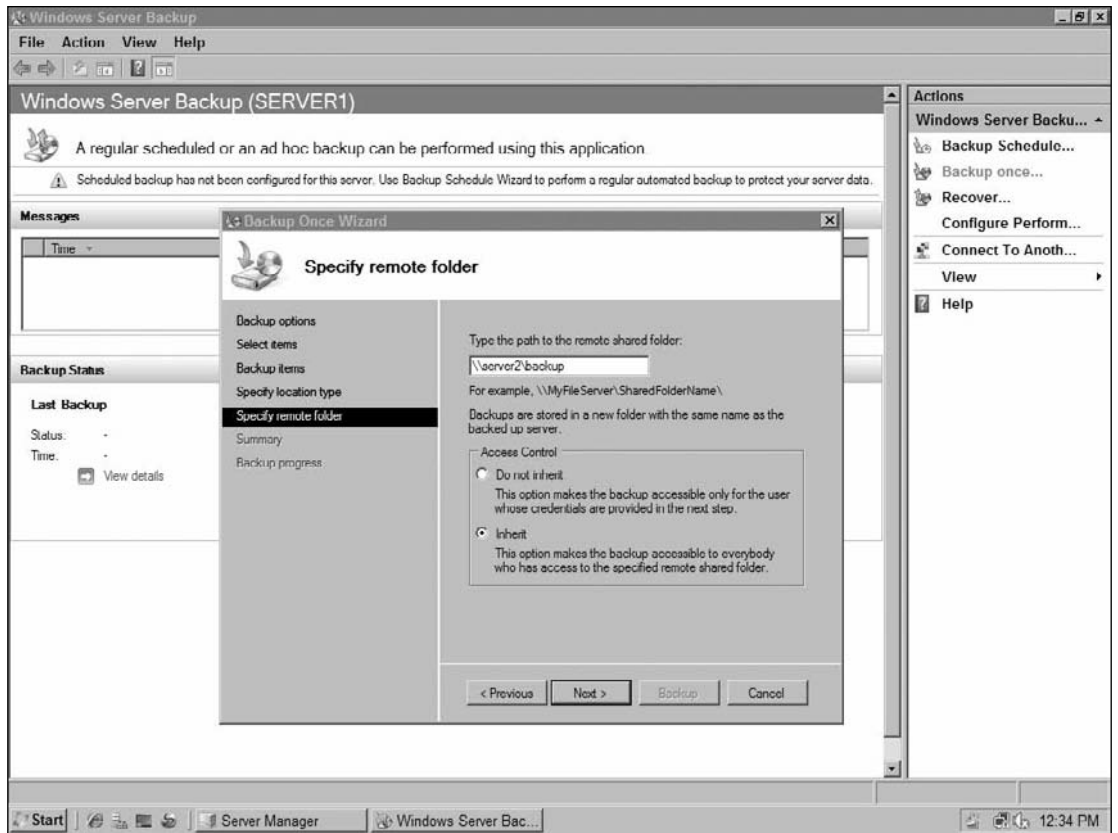 Windows Server Backup
File Action View Help
Windows Server Backup (SERVER1)
A regular scheduled or an ad hoc backup can be performed using this application
Scheduled backup has not been configured for this server. Use Backup Schedule Wizard to perform a regular automated backup to protect your server data.
Messages
Time
Backup Status
Last Backup
Status: -
Time: -
View details
Backup Once Wizard
Specify remote folder
Backup options
Select items
Backup items
Specify location type
Specify remote folder
Summary
Backup progress
Type the path to the remote shared folder:
\\server2\backup
For example, \\MyFileServer\SharedFolderName\
Backups are stored in a new folder with the same name as the
backed up server.
Access Control
Do not inherit
This option makes the backup accessible only for the user
whose credentials are provided in the next step.
Inherit
This option makes the backup accessible to everybody
who has access to the specified remote shared folder.
< Previous
Next >
Backup
Cancel
Actions
Windows Server Backu...
Backup Schedule...
Backup once...
Recover...
Configure Perform...
Connect To Anoth...
View
Help
Start
Server Manager
Windows Server Bac...
12:34 PM